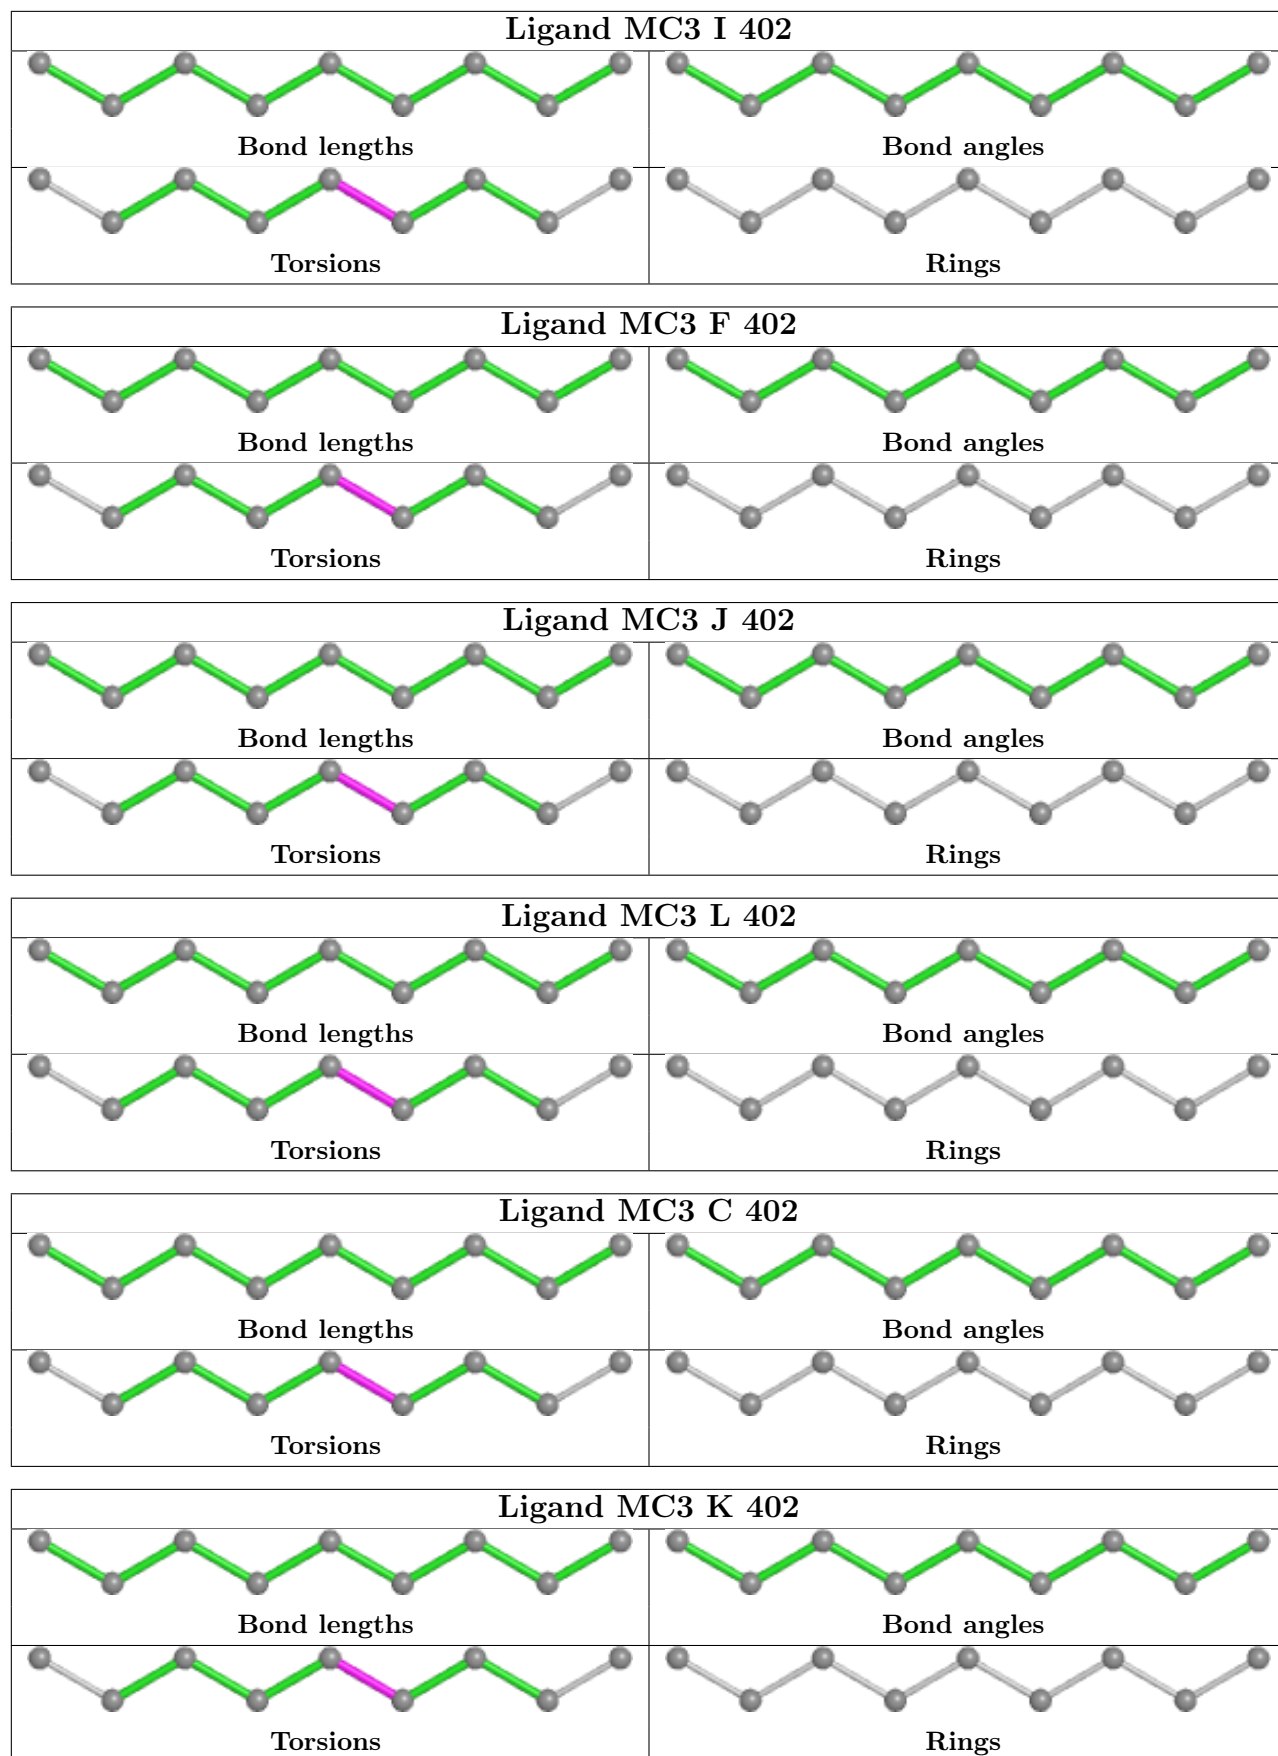 Ligand MC3 I 402
Bond lengths Bond angles
Torsions Rings
Ligand MC3 F 402
Bond lengths Bond angles
Torsions Rings
Ligand MC3 J 402
Bond lengths Bond angles
Torsions Rings
Ligand MC3 L 402
Bond lengths Bond angles
Torsions Rings
Ligand MC3 C 402
Bond lengths Bond angles
Torsions Rings
Ligand MC3 K 402
Bond lengths Bond angles
Torsions Rings